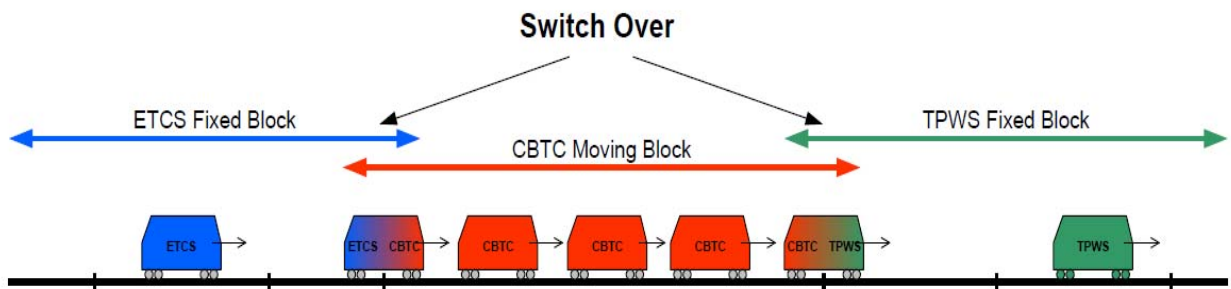 Switch Over
ETCS Fixed Block
TPWS Fixed Block
CBTC Moving Block
ETCS
ETCS CBTC
CBTC
CBTC
CBTC
CBTC TPWS
TPWS